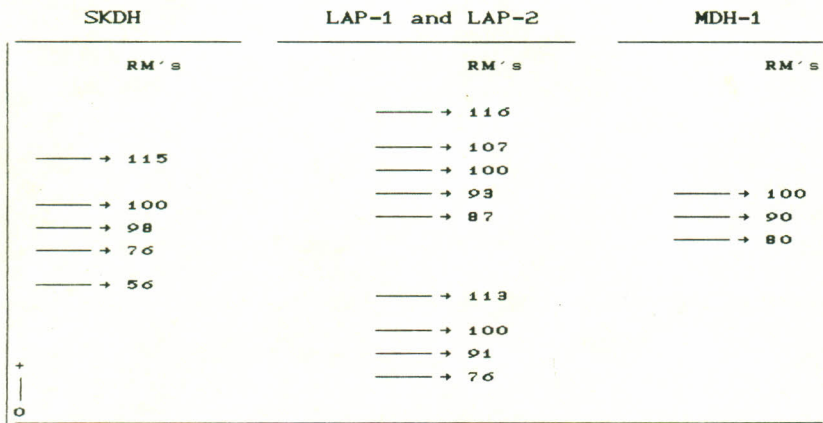 SKDH LAP-1 and LAP-2 MDH-1
RM's RM's RM's
→ 116
→ 107
→ 115
→ 100
→ 93 → 100
→ 100
→ 87 → 90
→ 98
→ 80
→ 76
→ 56
→ 113
→ 100
→ 91
+
→ 76
O